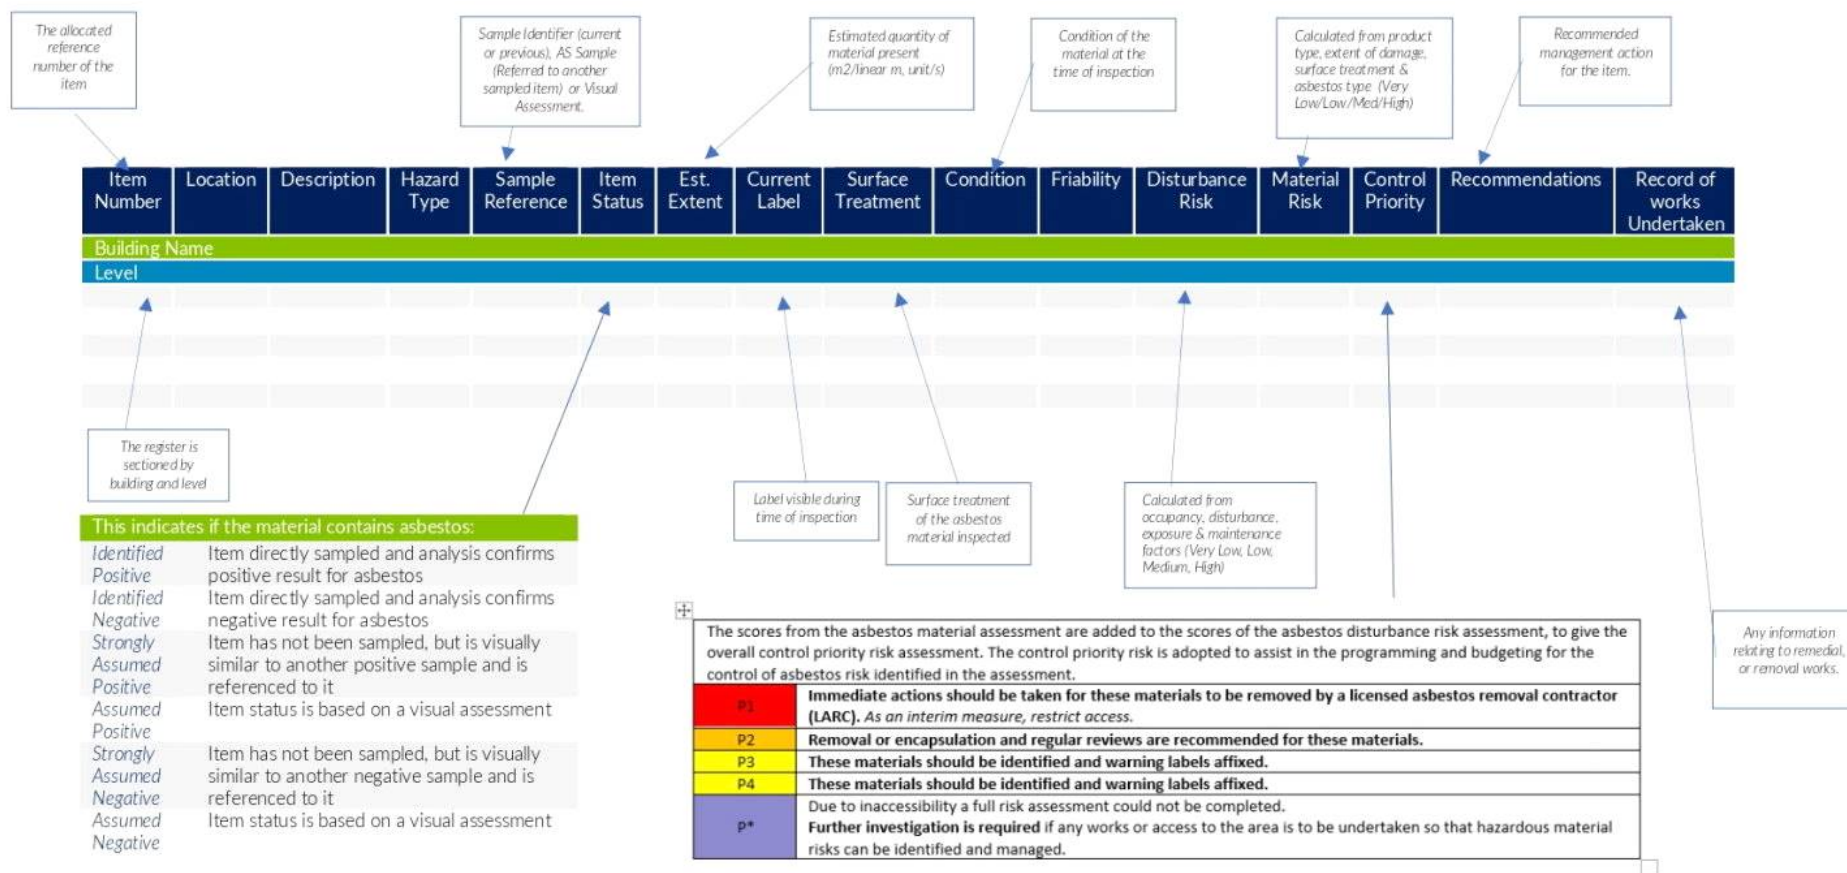 The allocated
reference
number of the
item
Sample Identifier (current
or previous), AS Sample
(Referred to another
sampled item) or Visual
Assessment.
Estimated quantity of
material present
(m2/linear m, unit/s)
Condition of the
material at the
time of inspection
Calculated from product
type, extent of damage,
surface treatment &
asbestos type (Very
Low/Low/Med/High)
Recommended
management action
for the item.
Item Number
Location
Description
Hazard Type
Sample Reference
Item Status
Est. Extent
Current Label
Surface Treatment
Condition
Friability
Disturbance Risk
Material Risk
Control Priority
Recommendations
Record of works Undertaken
Building Name
Level
The register is
sectioned by
building and level
Label visible during
time of inspection
Surface treatment
of the asbestos
material inspected
Calculated from
occupancy, disturbance,
exposure & maintenance
factors (Very Low, Low,
Medium, High)
Any information
relating to remedial,
or removal works.
This indicates if the material contains asbestos:
Identified Item directly sampled and analysis confirms
Positive positive result for asbestos
Identified Item directly sampled and analysis confirms
Negative negative result for asbestos
Strongly Item has not been sampled, but is visually
Assumed similar to another positive sample and is
Positive referenced to it
Assumed Item status is based on a visual assessment
Positive
Strongly Item has not been sampled, but is visually
Assumed similar to another negative sample and is
Negative referenced to it
Assumed Item status is based on a visual assessment
Negative
The scores from the asbestos material assessment are added to the scores of the asbestos disturbance risk assessment, to give the
overall control priority risk assessment. The control priority risk is adopted to assist in the programming and budgeting for the
control of asbestos risk identified in the assessment.
P1 Immediate actions should be taken for these materials to be removed by a licensed asbestos removal contractor
(LARC). As an interim measure, restrict access.
P2 Removal or encapsulation and regular reviews are recommended for these materials.
P3 These materials should be identified and warning labels affixed.
P4 These materials should be identified and warning labels affixed.
Due to inaccessibility a full risk assessment could not be completed.
P* Further investigation is required if any works or access to the area is to be undertaken so that hazardous material
risks can be identified and managed.